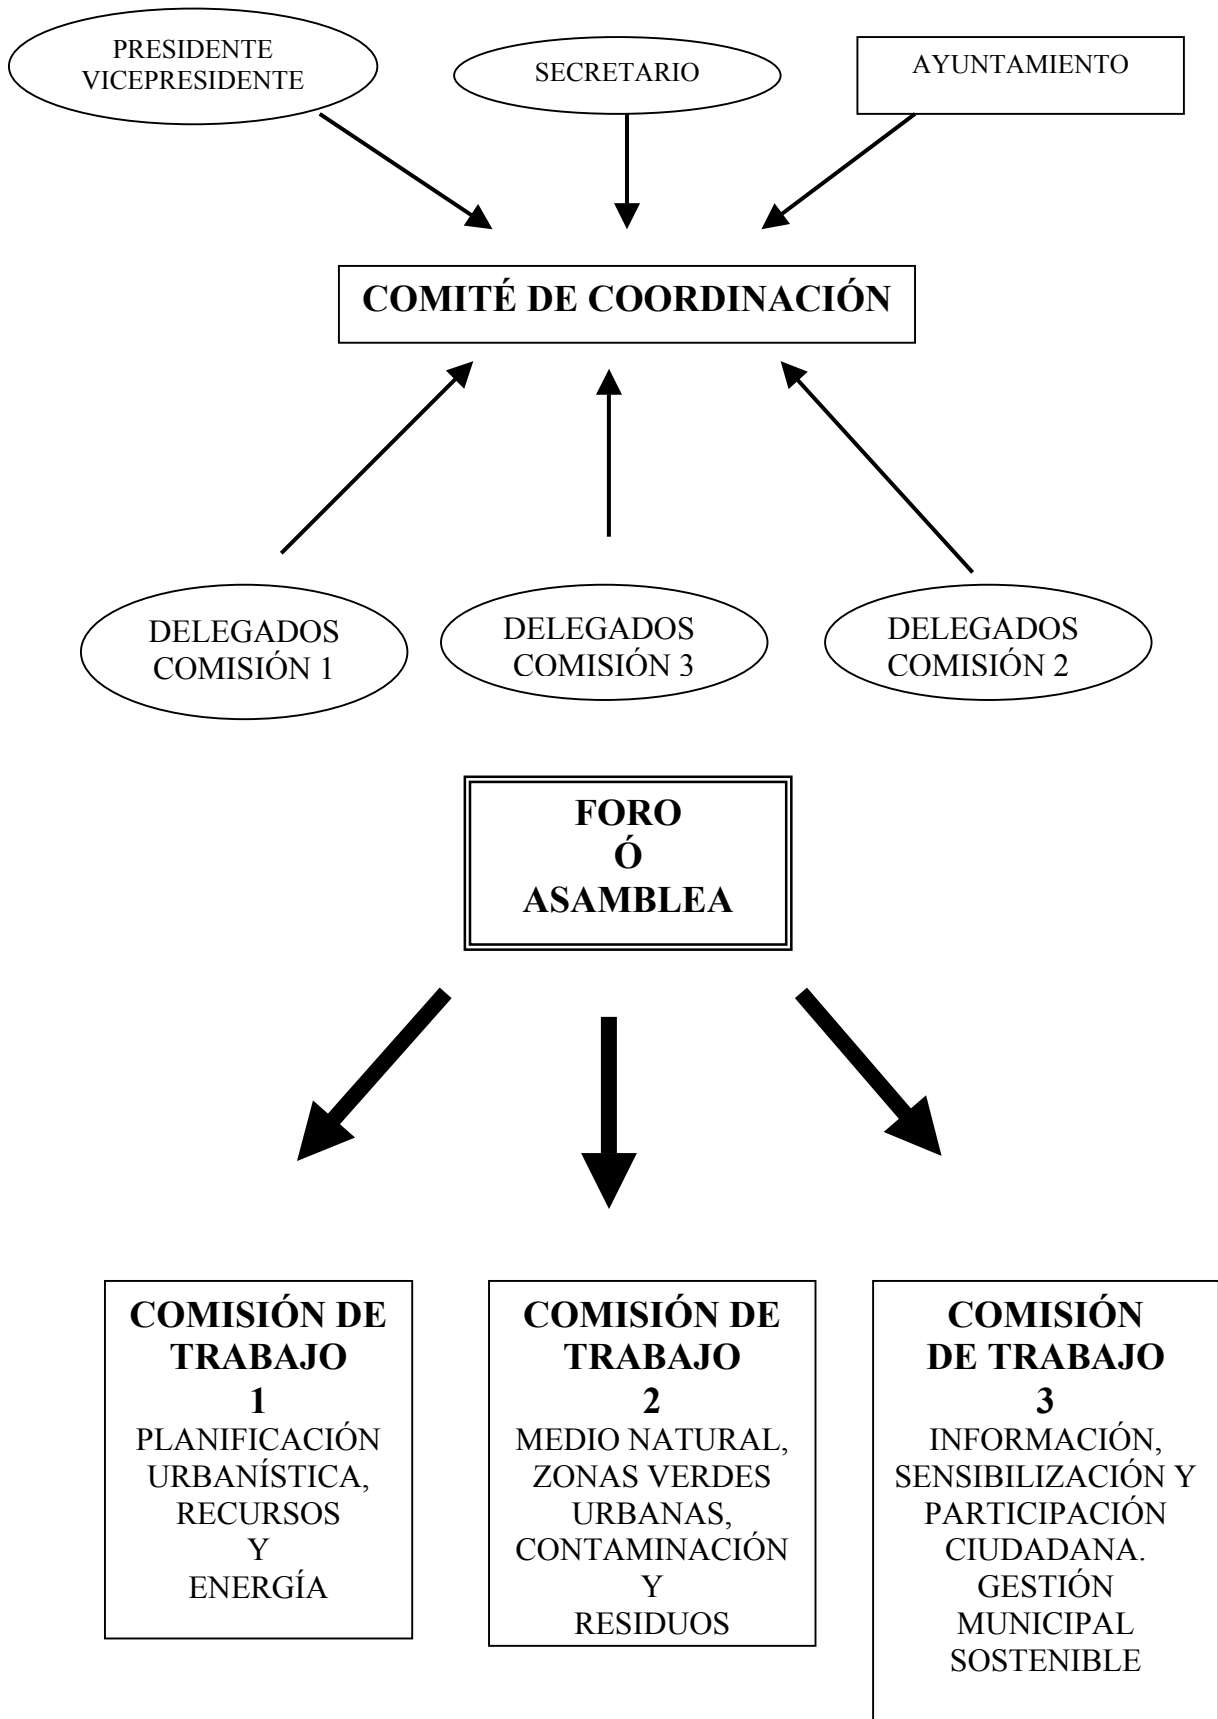 PRESIDENTE
VICEPRESIDENTE
SECRETARIO
AYUNTAMIENTO
COMITÉ DE COORDINACIÓN
DELEGADOS
COMISIÓN 1
DELEGADOS
COMISIÓN 3
DELEGADOS
COMISIÓN 2
FORO
Ó
ASAMBLEA
COMISIÓN DE
TRABAJO
1
PLANIFICACIÓN
URBANÍSTICA,
RECURSOS
Y
ENERGÍA
COMISIÓN DE
TRABAJO
2
MEDIO NATURAL,
ZONAS VERDES
URBANAS,
CONTAMINACIÓN
Y
RESIDUOS
COMISIÓN
DE TRABAJO
3
INFORMACIÓN,
SENSIBILIZACIÓN Y
PARTICIPACIÓN
CIUDADANA.
GESTIÓN
MUNICIPAL
SOSTENIBLE